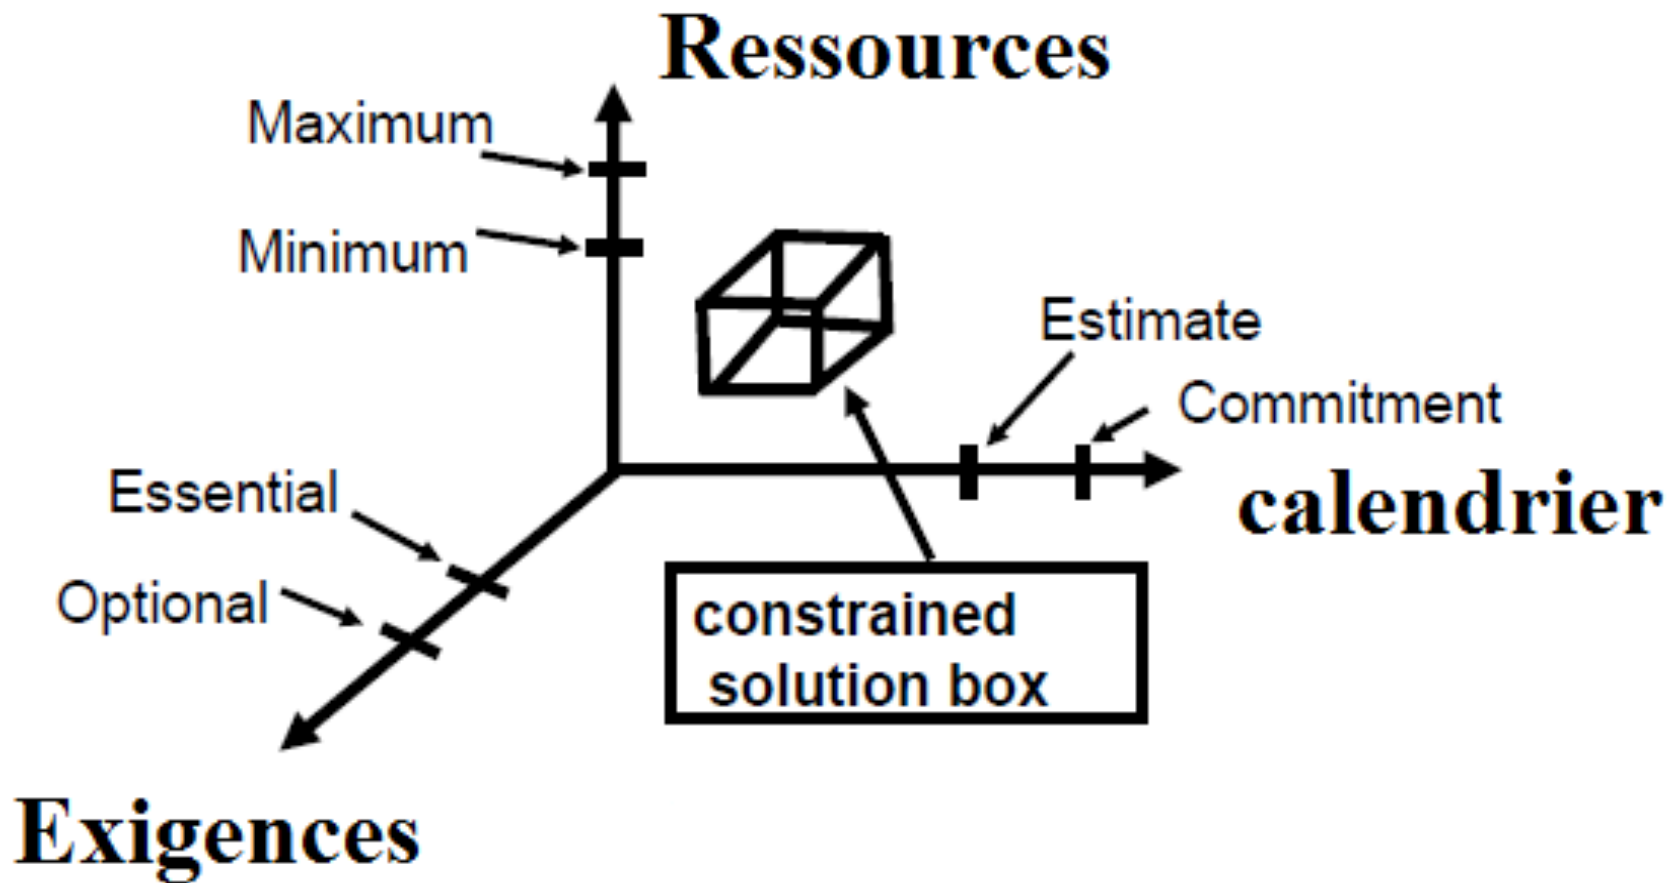 Ressources
Maximum
Minimum
Estimate
Commitment
calendrier
Essential
Optional
constrained
solution box
Exigences